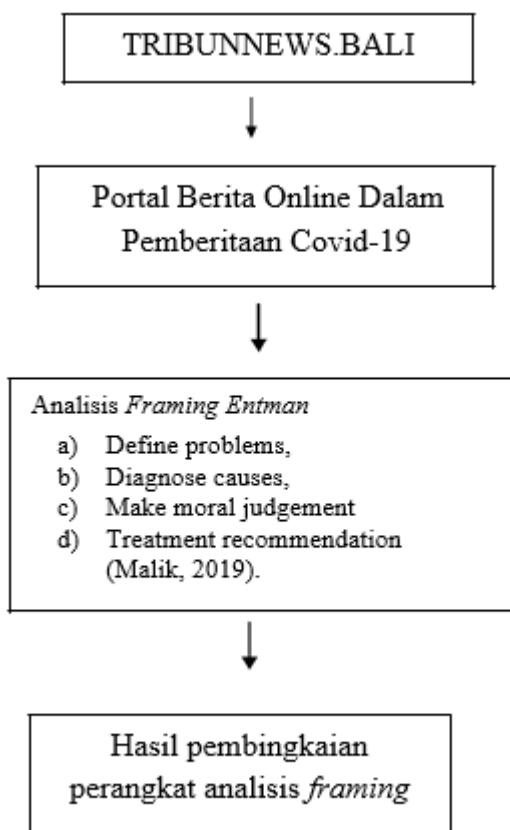 TRIBUNNEWS.BALI
Portal Berita Online Dalam
Pemberitaan Covid-19
Analisis Framing Entman
a) Define problems,
b) Diagnose causes,
c) Make moral judgement
d) Treatment recommendation
(Malik, 2019).
Hasil pembingkaian
perangkat analisis framing